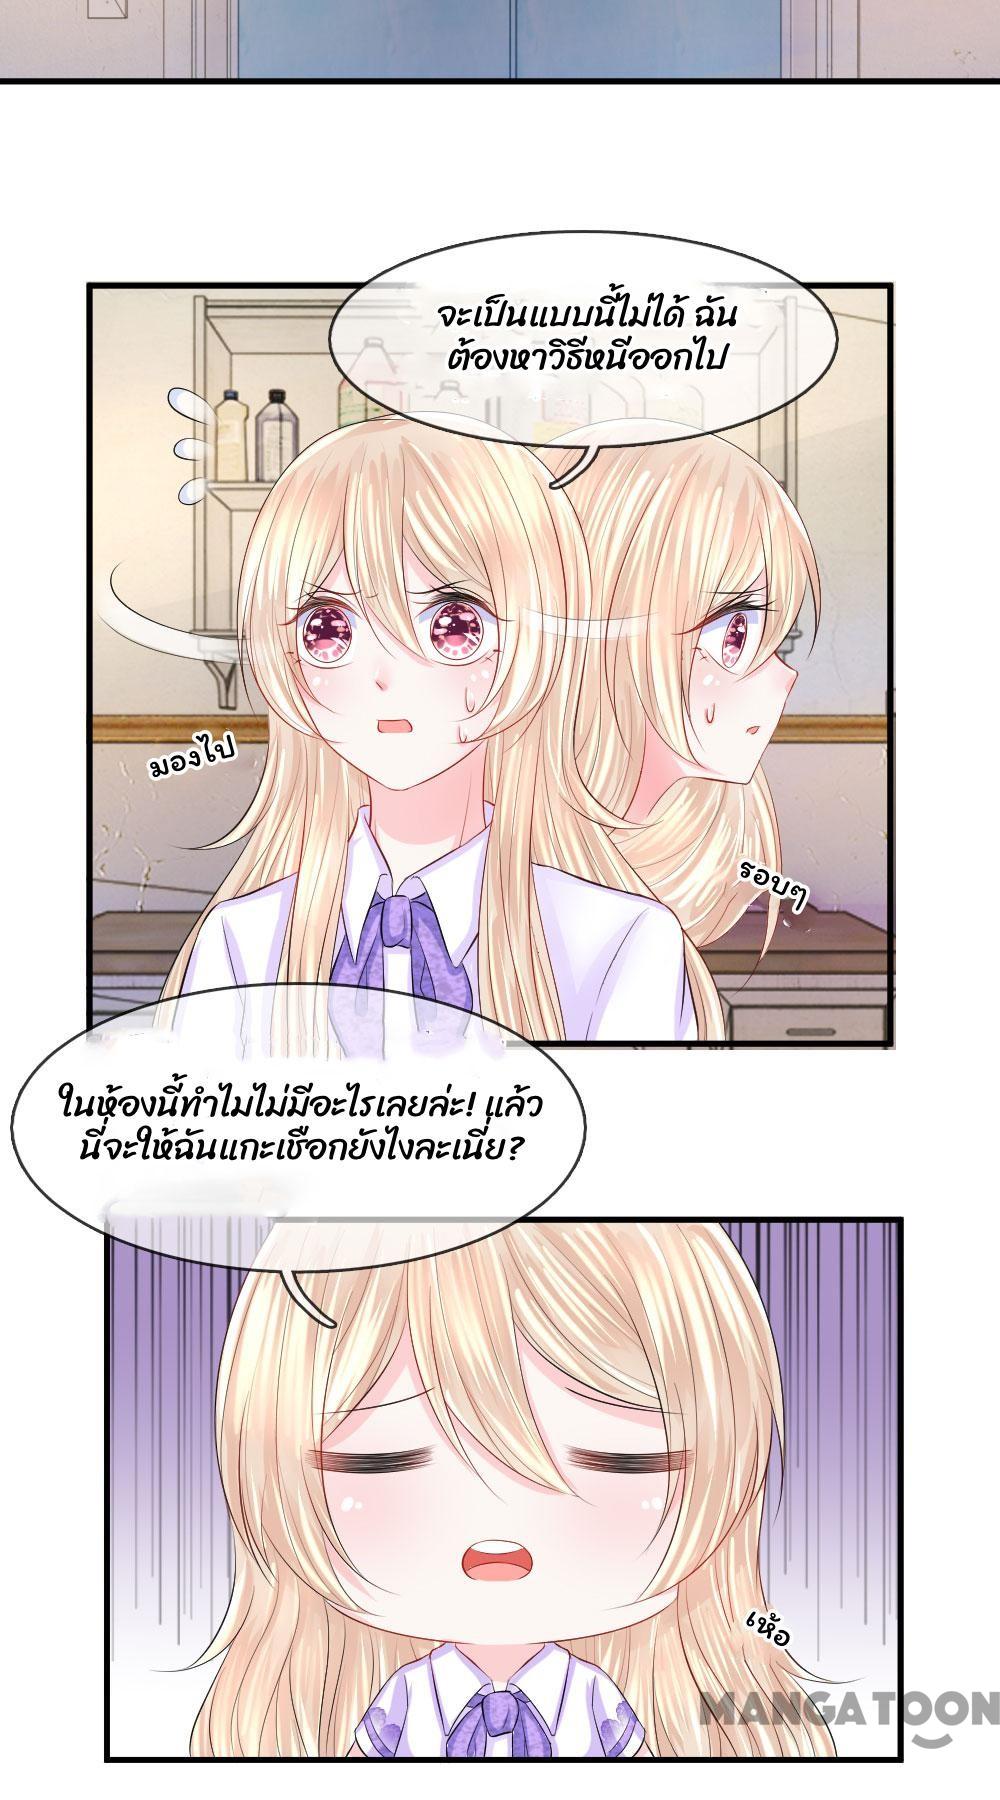 จะเป็นแบบนี้ไม่ได้ ฉัน
ต้องหาวิธีหนีออกไป
มองไป
รอบๆ
ในห้องนี้ทำไมไม่มีอะไรเลยล่ะ! แล้ว
นี่จะให้ฉันแกะเชือกยังไงละเนี่ย?
เห้อ
MANGATOON